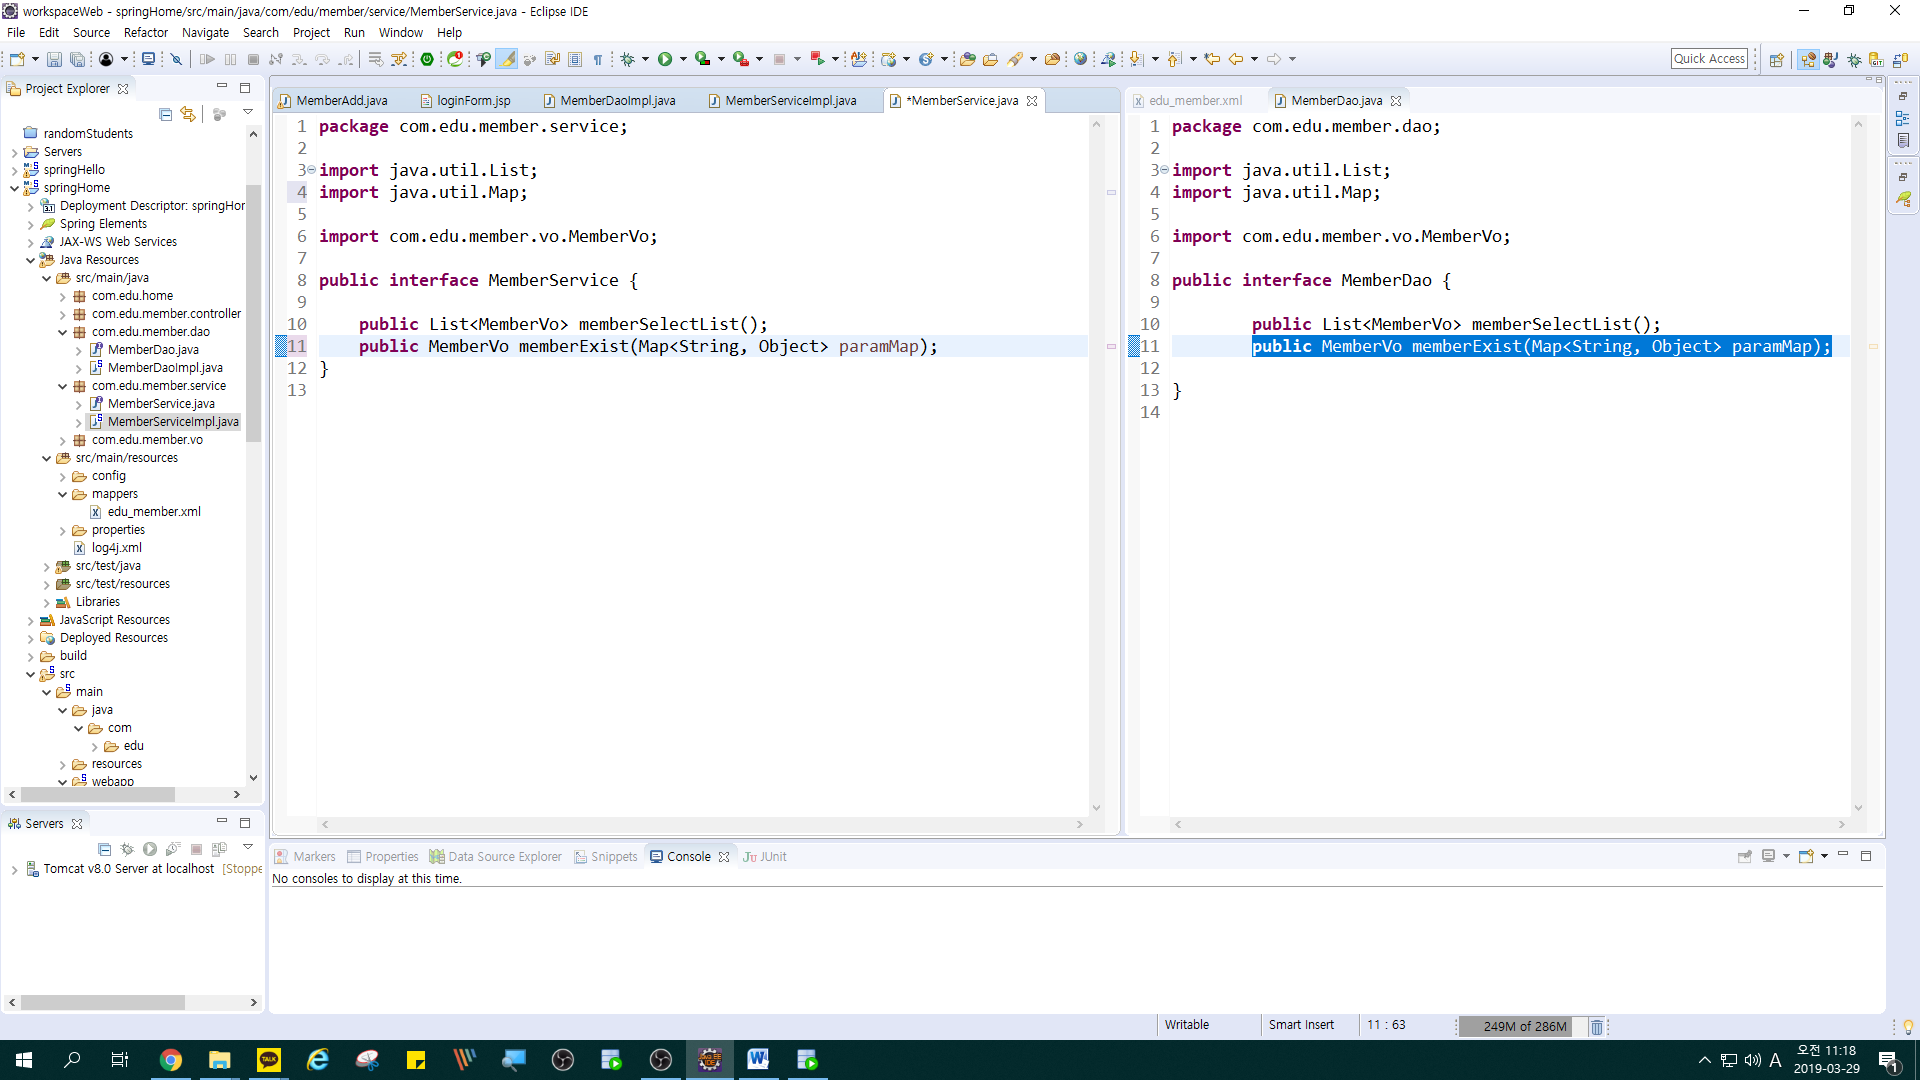 workspaceWeb - springHome/src/main/java/com/edu/member/service/MemberService.java - Eclipse IDE
File Edit Source Refactor Navigate Search Project Run Window Help
Quick Access
Project Explorer
randomStudents
Servers
springHello
springHome
Deployment Descriptor: springHor
Spring Elements
JAX-WS Web Services
Java Resources
src/main/java
com.edu.home
com.edu.member.controller
com.edu.member.dao
MemberDao.java
MemberDaoImpl.java
com.edu.member.service
MemberService.java
MemberServiceImpl.java
com.edu.member.vo
src/main/resources
config
mappers
edu_member.xml
properties
log4j.xml
src/test/java
src/test/resources
Libraries
JavaScript Resources
Deployed Resources
build
src
main
java
com
edu
resources
webapp
Servers
Tomcat v8.0 Server at localhost [Stoppe
MemberAdd.java loginForm.jsp MemberDaoImpl.java MemberServiceImpl.java *MemberService.java
1 package com.edu.member.service;
2
3 import java.util.List;
4 import java.util.Map;
5
6 import com.edu.member.vo.MemberVo;
7
8 public interface MemberService {
9
10 public List<MemberVo> memberSelectList();
11 public MemberVo memberExist(Map<String, Object> paramMap);
12 }
13
edu_member.xml MemberDao.java
1 package com.edu.member.dao;
2
3 import java.util.List;
4 import java.util.Map;
5
6 import com.edu.member.vo.MemberVo;
7
8 public interface MemberDao {
9
10 public List<MemberVo> memberSelectList();
11 public MemberVo memberExist(Map<String, Object> paramMap);
12
13 }
14
Markers Properties Data Source Explorer Snippets Console JUnit
No consoles to display at this time.
Writable Smart Insert 11 : 63 249M of 286M
TALK
A 오전 11:18
2019-03-29
1